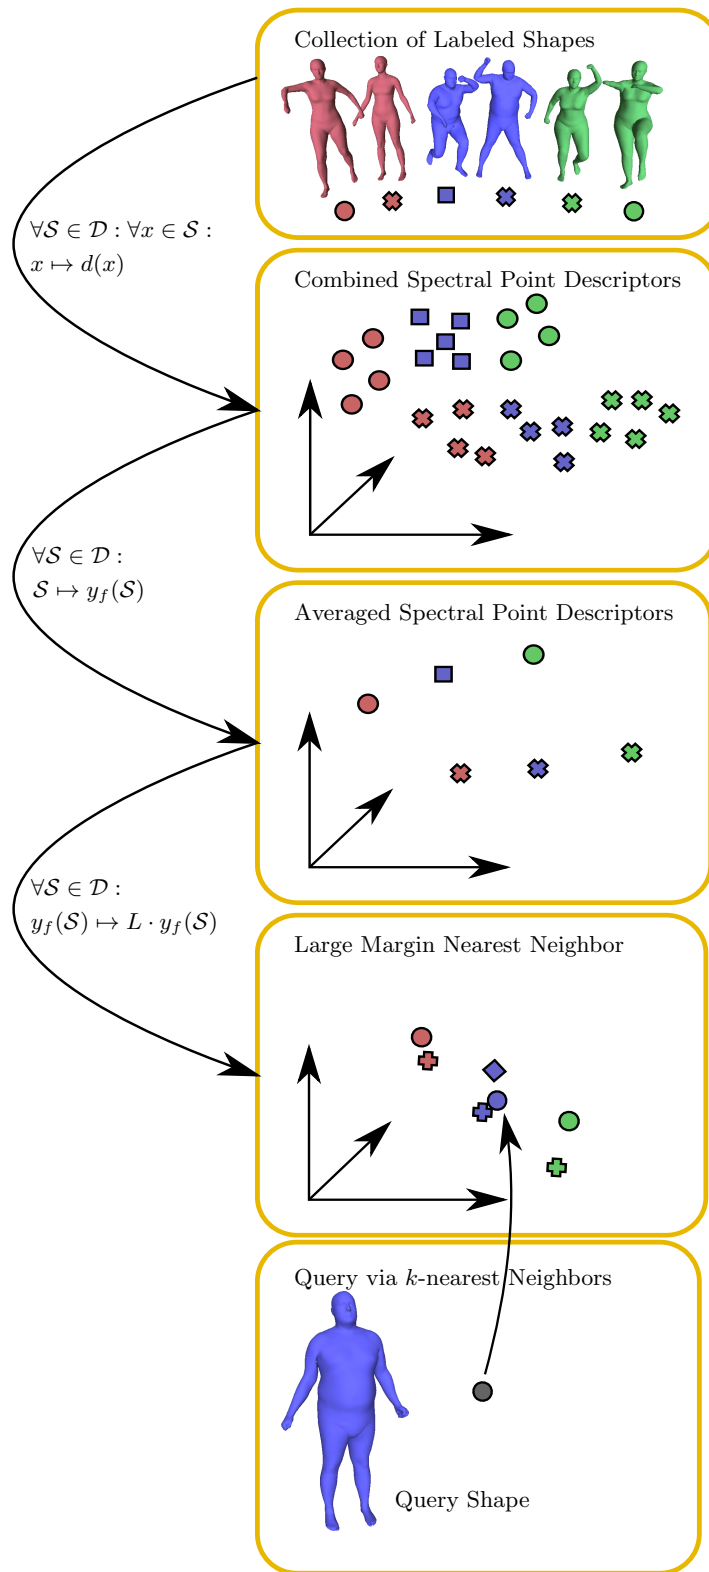 Collection of Labeled Shapes
∀𝒮 ∈ 𝒟 : ∀x ∈ 𝒮 :
x ↦ d(x)
Combined Spectral Point Descriptors
∀𝒮 ∈ 𝒟 :
𝒮 ↦ y_f(𝒮)
Averaged Spectral Point Descriptors
∀𝒮 ∈ 𝒟 :
y_f(𝒮) ↦ L · y_f(𝒮)
Large Margin Nearest Neighbor
Query via k-nearest Neighbors
Query Shape